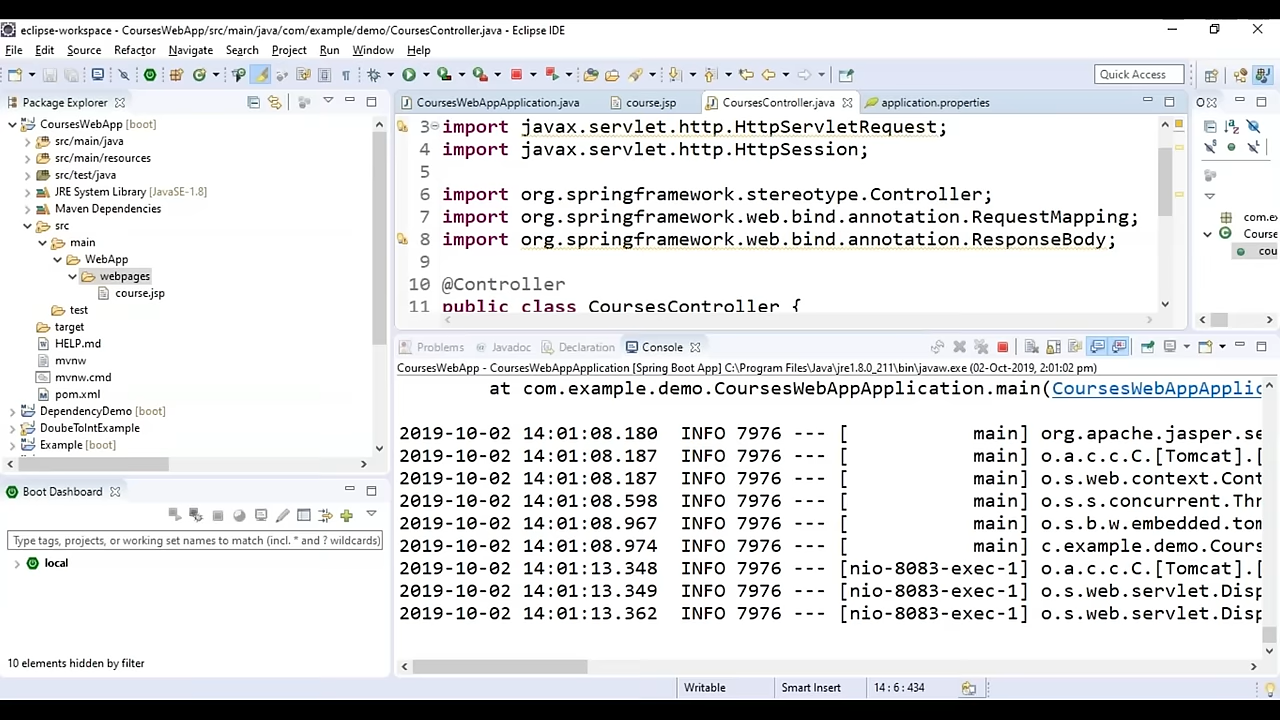 eclipse-workspace - CoursesWebApp/src/main/java/com/example/demo/CoursesController.java - Eclipse IDE
File Edit Source Refactor Navigate Search Project Run Window Help
Quick Access
Package Explorer
CoursesWebApp [boot]
src/main/java
src/main/resources
src/test/java
JRE System Library [JavaSE-1.8]
Maven Dependencies
src
main
WebApp
webpages
course.jsp
test
target
HELP.md
mvnw
mvnw.cmd
pom.xml
DependencyDemo [boot]
DoubeToIntExample
Example [boot]
Boot Dashboard
Type tags, projects, or working set names to match (incl. * and ? wildcards)
local
10 elements hidden by filter
CoursesWebAppApplication.java course.jsp CoursesController.java application.properties
3 import javax.servlet.http.HttpServletRequest;
4 import javax.servlet.http.HttpSession;
5
6 import org.springframework.stereotype.Controller;
7 import org.springframework.web.bind.annotation.RequestMapping;
8 import org.springframework.web.bind.annotation.ResponseBody;
9
10 @Controller
11 public class CoursesController {
Problems Javadoc Declaration Console
CoursesWebApp - CoursesWebAppApplication [Spring Boot App] C:\Program Files\Java\jre1.8.0_211\bin\javaw.exe (02-Oct-2019, 2:01:02 pm)
at com.example.demo.CoursesWebAppApplication.main(CoursesWebAppApplic
2019-10-02 14:01:08.180 INFO 7976 --- [ main] org.apache.jasper.se
2019-10-02 14:01:08.187 INFO 7976 --- [ main] o.a.c.c.C.[Tomcat].[
2019-10-02 14:01:08.187 INFO 7976 --- [ main] o.s.web.context.Cont
2019-10-02 14:01:08.598 INFO 7976 --- [ main] o.s.s.concurrent.Thr
2019-10-02 14:01:08.967 INFO 7976 --- [ main] o.s.b.w.embedded.tom
2019-10-02 14:01:08.974 INFO 7976 --- [ main] c.example.demo.Cours
2019-10-02 14:01:13.348 INFO 7976 --- [nio-8083-exec-1] o.a.c.c.C.[Tomcat].[
2019-10-02 14:01:13.349 INFO 7976 --- [nio-8083-exec-1] o.s.web.servlet.Disp
2019-10-02 14:01:13.362 INFO 7976 --- [nio-8083-exec-1] o.s.web.servlet.Disp
com.e
Course
cou
Writable Smart Insert 14 : 6 : 434